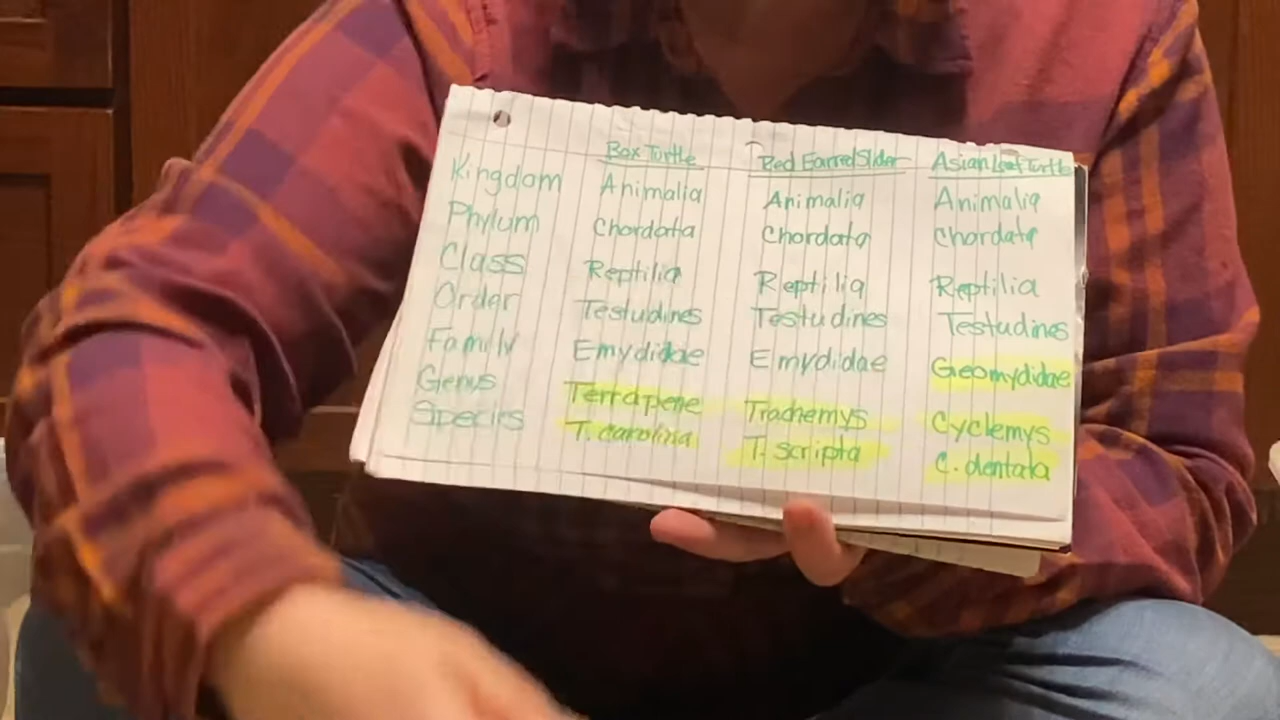 Box Turtle Red Eared Slider Asian Leaf Turtle
Kingdom Animalia Animalia Animalia
Phylum Chordata Chordata Chordata
Class Reptilia Reptilia Reptilia
Order Testudines Testudines Testudines
Family Emydidae Emydidae Geomydidae
Genus Terrapene Trachemys Cyclemys
Species T. carolina T. scripta C. dentata